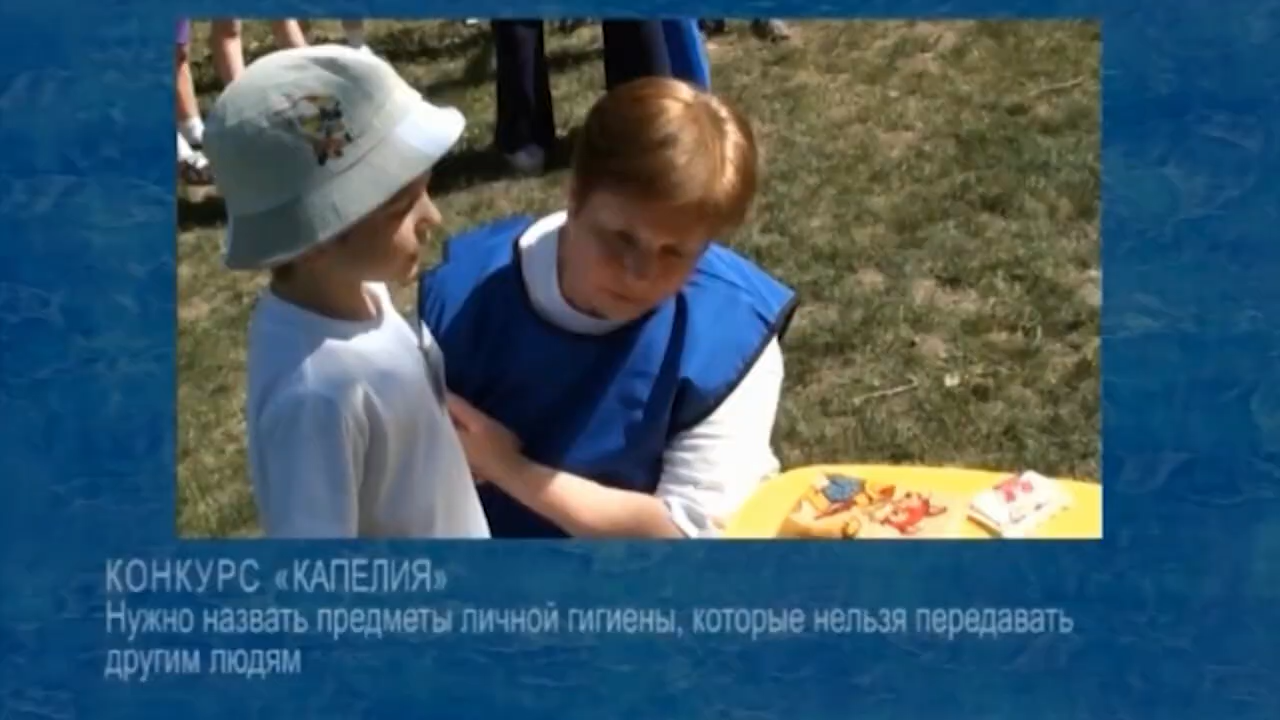 КОНКУРС «КАПЕЛИЯ»
Нужно назвать предметы личной гигиены, которые нельзя передавать
другим людям